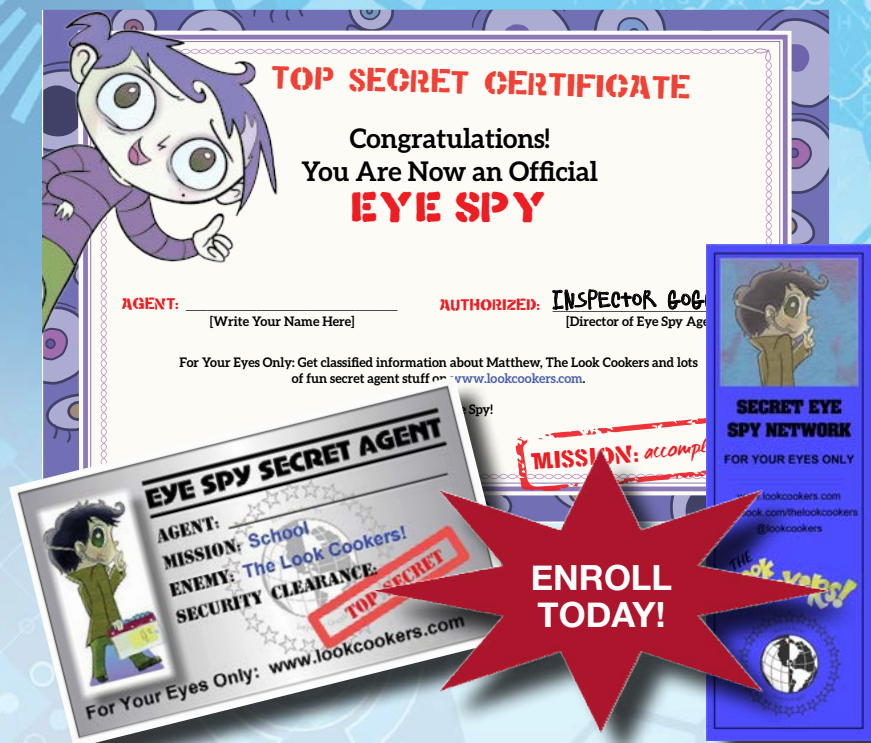 TOP SECRET CERTIFICATE
Congratulations!
You Are Now an Official
EYE SPY
AGENT:
[Write Your Name Here]
AUTHORIZED: INSPECTOR
[Director of Eye Spy
For Your Eyes Only: Get classified information about Matthew, The Look Cookers and lots
of fun secret agent stuff on www.lookcookers.com.
Spy!
MISSION:
EYE SPY SECRET AGENT
AGENT:
MISSION: School
ENEMY: The Look Cookers!
SECURITY CLEARANCE:
TOP SECRET
For Your Eyes Only: www.lookcookers.com
ENROLL
TODAY!
SECRET EYE
SPY NETWORK
FOR YOUR EYES ONLY
lookcookers.com
.com/thelookcookers
@lookcookers
THE